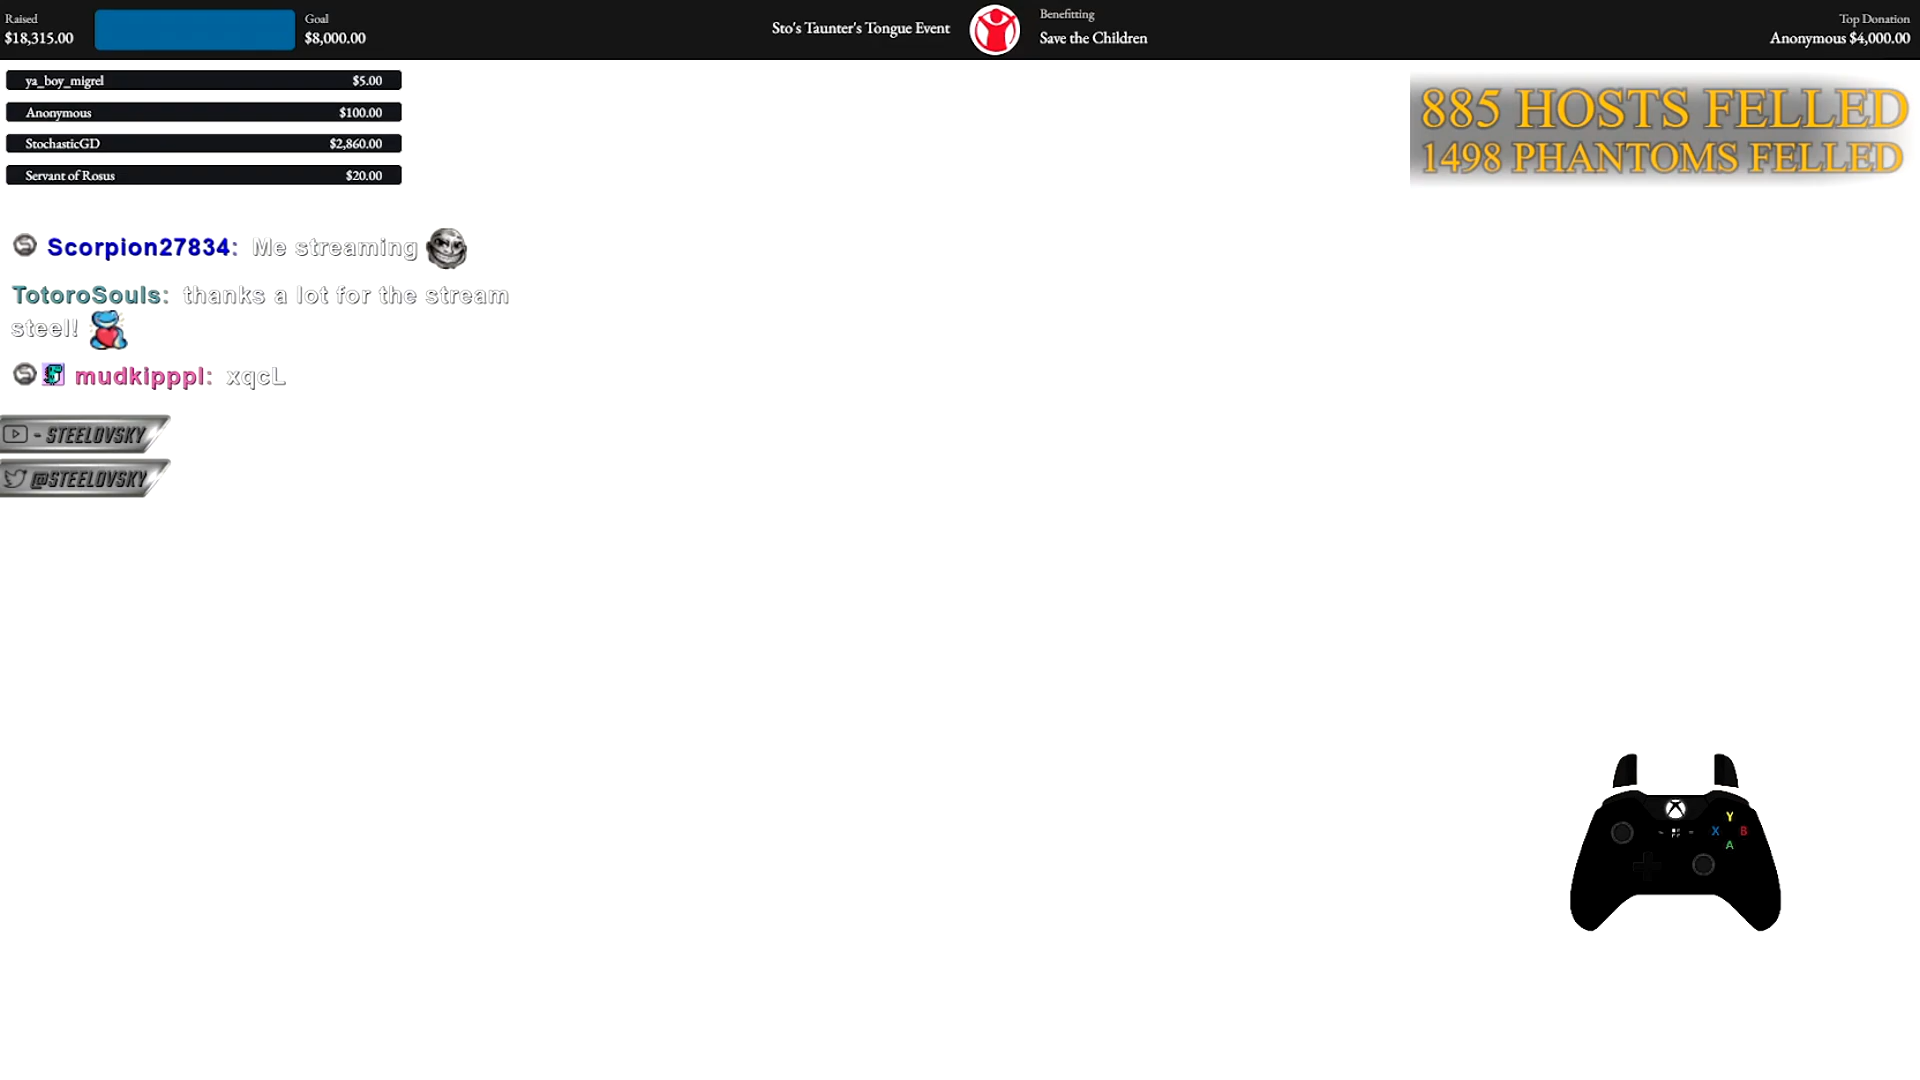 Raised
$18,315.00
Goal
$8,000.00
Sto's Taunter's Tongue Event
Benefitting
Save the Children
Top Donation
Anonymous $4,000.00
ya_boy_migrel $5.00
Anonymous $100.00
StochasticGD $2,860.00
Servant of Rosus $20.00
885 HOSTS FELLED
1498 PHANTOMS FELLED
Scorpion27834: Me streaming
TotoroSouls: thanks a lot for the stream
steel!
mudkipppl: xqcL
- STEELOVSKY
@STEELOVSKY
Y
X B
A